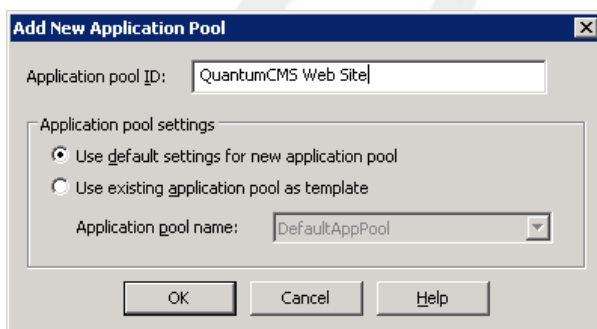 Add New Application Pool
Application pool ID: QuantumCMS Web Site
Application pool settings
Use default settings for new application pool
Use existing application pool as template
Application pool name: DefaultAppPool
OK Cancel Help